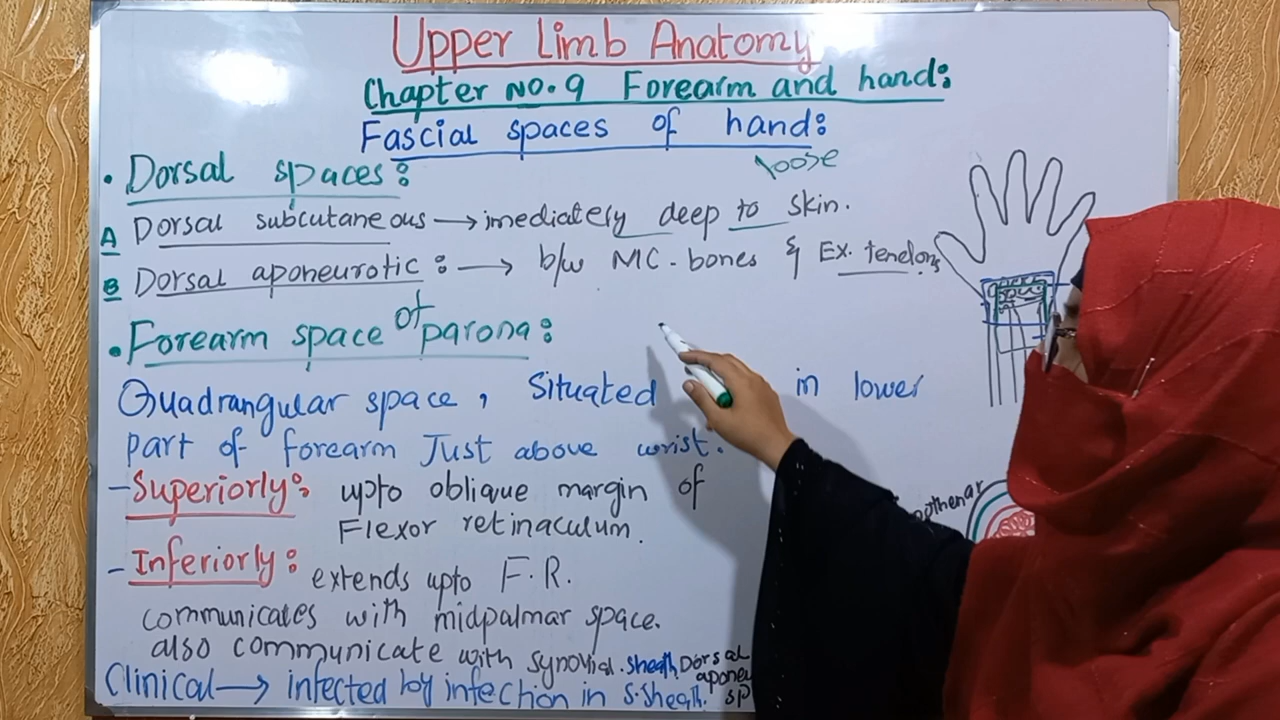 Upper Limb Anatomy
Chapter NO.9 Forearm and hand:
Fascial spaces of hand:
• Dorsal spaces:
loose
A Dorsal subcutaneous → imediately deep to skin.
B Dorsal aponeurotic: → b/w MC-bones & Ex. tendons
• Forearm space of parona:
Quadrangular space, Situated in lower
part of forearm Just above wrist.
- Superiorly: upto oblique margin of
Flexor retinaculum.
- Inferiorly: extends upto F.R.
communicates with midpalmar space.
also communicate with synovial. sheath.
Clinical → infected by infection in S.Sheath.
Dorsal
aponeu
sp
pothenar